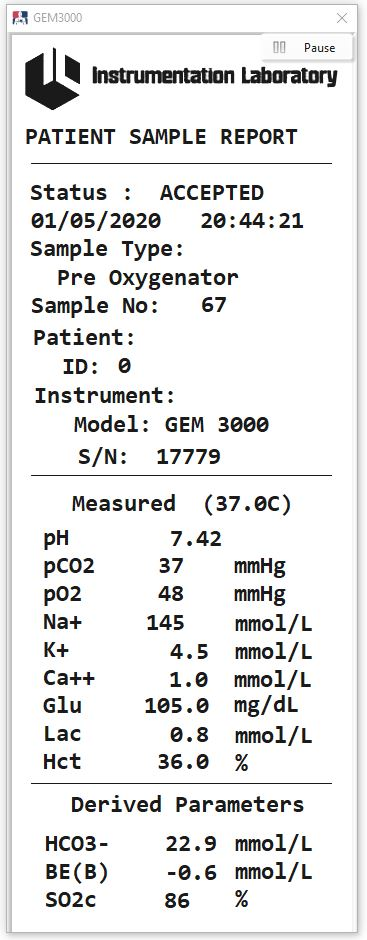 GEM3000
Pause
Instrumentation Laboratory
PATIENT SAMPLE REPORT
Status : ACCEPTED
01/05/2020 20:44:21
Sample Type:
Pre Oxygenator
Sample No: 67
Patient:
ID: 0
Instrument:
Model: GEM 3000
S/N: 17779
Measured (37.0C)
pH 7.42
pCO2 37 mmHg
pO2 48 mmHg
Na+ 145 mmol/L
K+ 4.5 mmol/L
Ca++ 1.0 mmol/L
Glu 105.0 mg/dL
Lac 0.8 mmol/L
Hct 36.0 %
Derived Parameters
HCO3- 22.9 mmol/L
BE(B) -0.6 mmol/L
SO2c 86 %